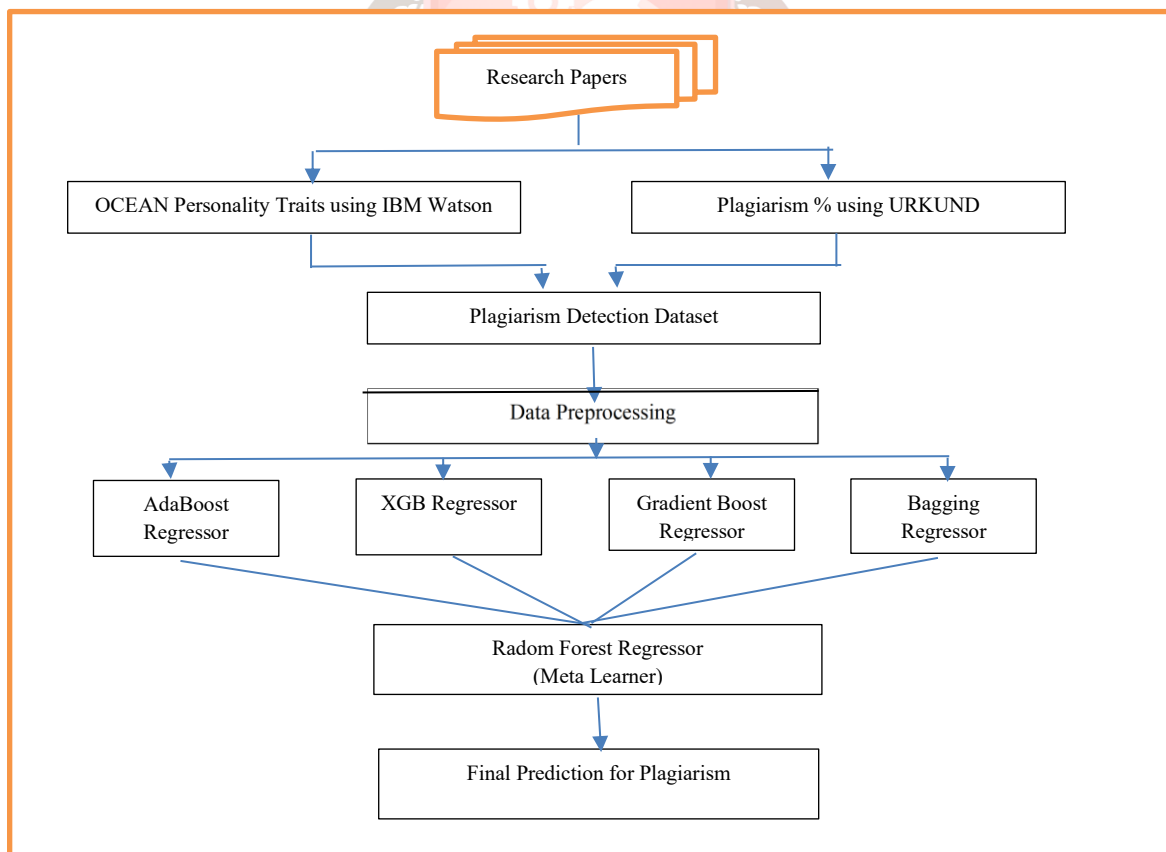 Research Papers
OCEAN Personality Traits using IBM Watson
Plagiarism % using URKUND
Plagiarism Detection Dataset
Data Preprocessing
AdaBoost
Regressor
XGB Regressor
Gradient Boost
Regressor
Bagging
Regressor
Radom Forest Regressor
(Meta Learner)
Final Prediction for Plagiarism